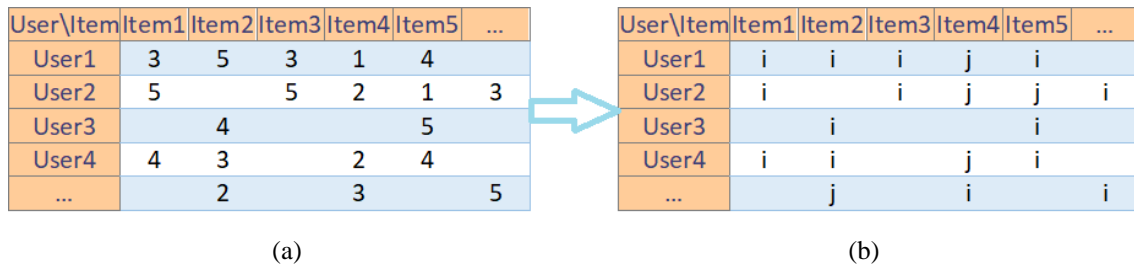 User\Item Item1 Item2 Item3 Item4 Item5 ... User\Item Item1 Item2 Item3 Item4 Item5 ...
User1 3 5 3 1 4 User1 i i i j i
User2 5 5 2 1 3 User2 i i j j i
User3 4 5 User3 i i
User4 4 3 2 4 User4 i i j i
... 2 3 5 ... j i i
(a) (b)